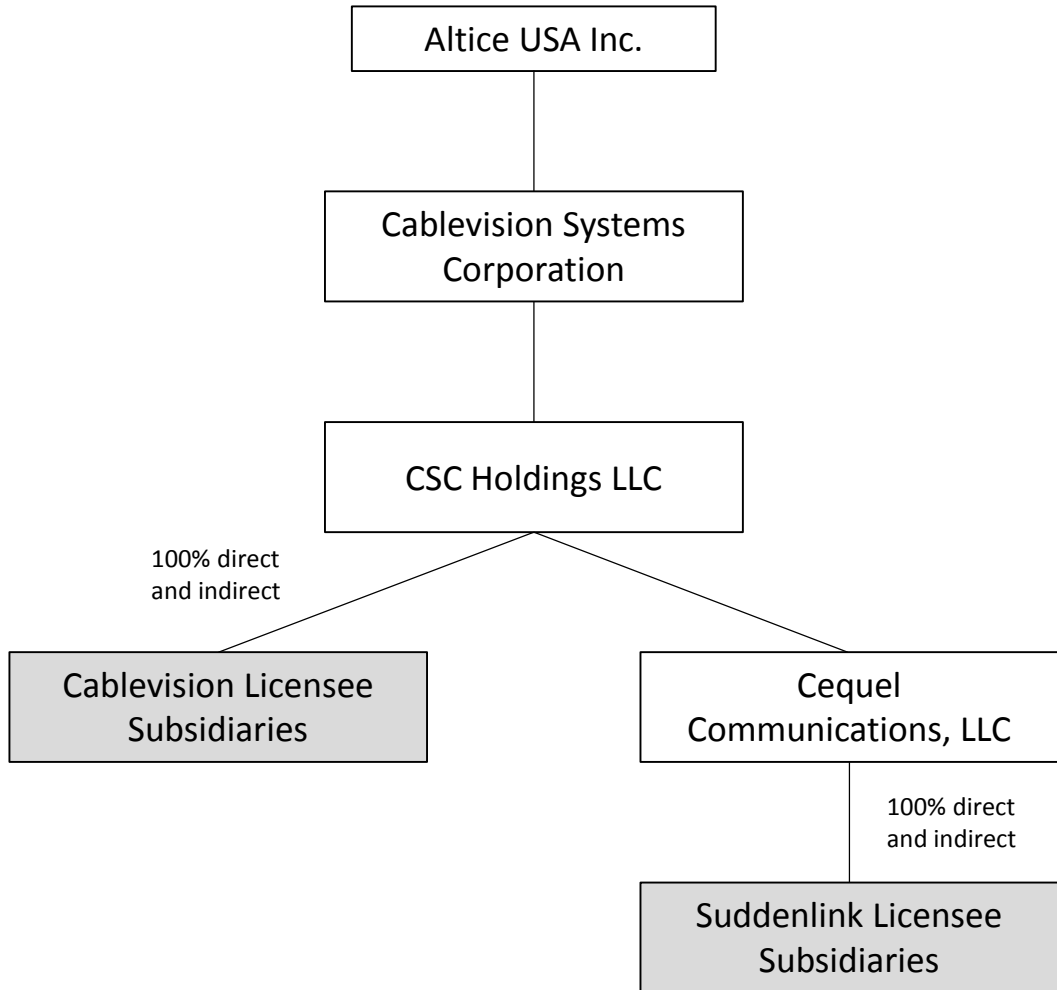 Altice USA Inc.
Cablevision Systems
Corporation
CSC Holdings LLC
100% direct
and indirect
Cablevision Licensee
Subsidiaries
Cequel
Communications, LLC
100% direct
and indirect
Suddenlink Licensee
Subsidiaries